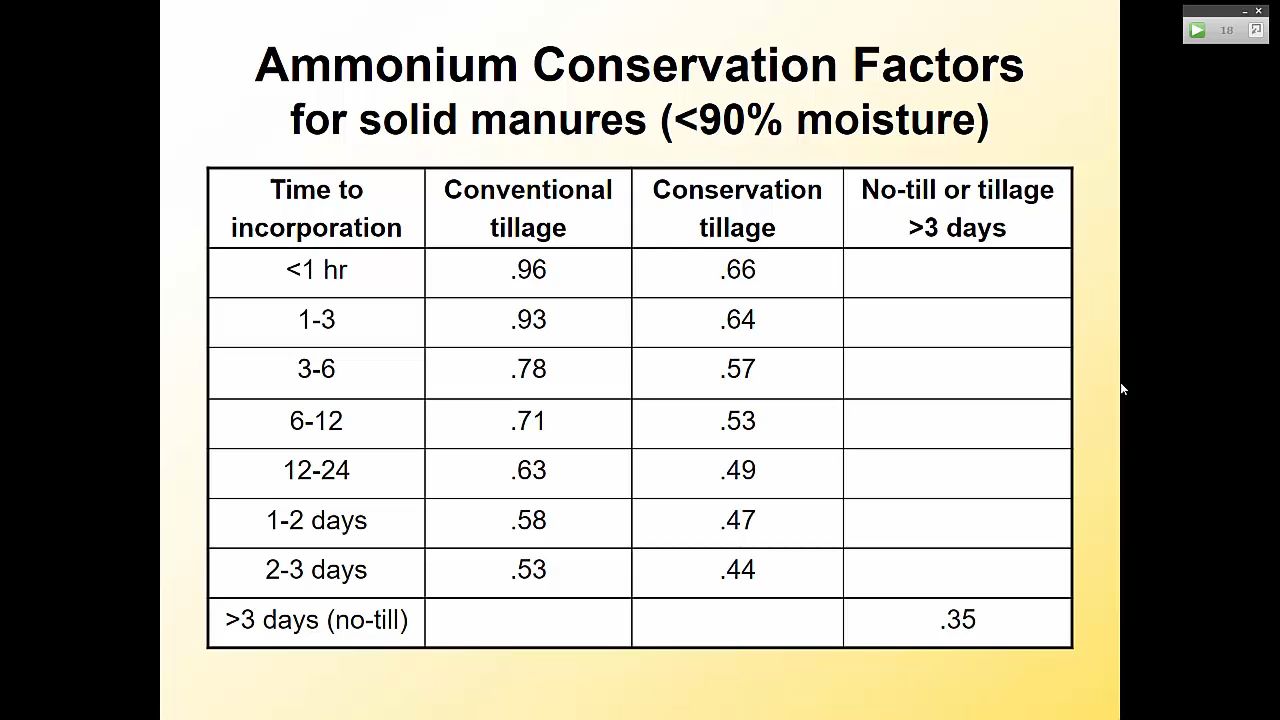 18
Ammonium Conservation Factors
for solid manures (<90% moisture)
Time to incorporation Conventional tillage Conservation tillage No-till or tillage >3 days
<1 hr .96 .66
1-3 .93 .64
3-6 .78 .57
6-12 .71 .53
12-24 .63 .49
1-2 days .58 .47
2-3 days .53 .44
>3 days (no-till) .35